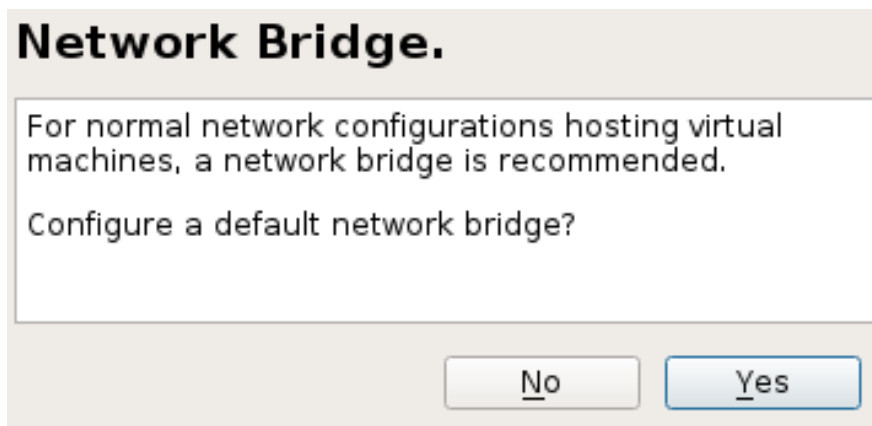 Network Bridge.
For normal network configurations hosting virtual
machines, a network bridge is recommended.
Configure a default network bridge?
No
Yes